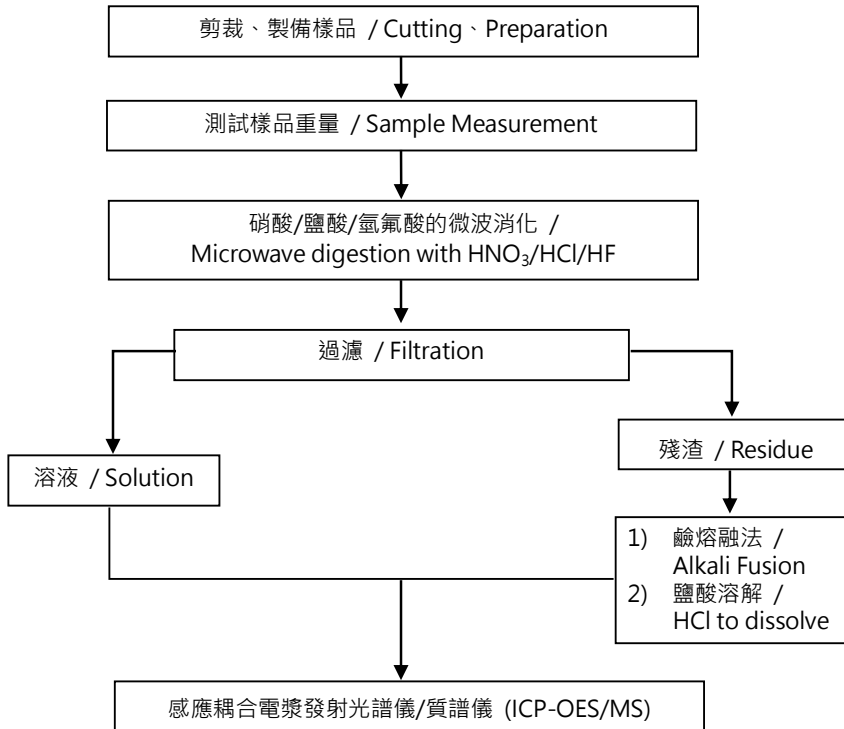 剪裁、製備樣品 / Cutting、Preparation
測試樣品重量 / Sample Measurement
硝酸/鹽酸/氫氟酸的微波消化 /
Microwave digestion with HNO₃/HCl/HF
過濾 / Filtration
溶液 / Solution
殘渣 / Residue
1) 鹼熔融法 /
Alkali Fusion
2) 鹽酸溶解 /
HCl to dissolve
感應耦合電漿發射光譜儀/質譜儀 (ICP-OES/MS)